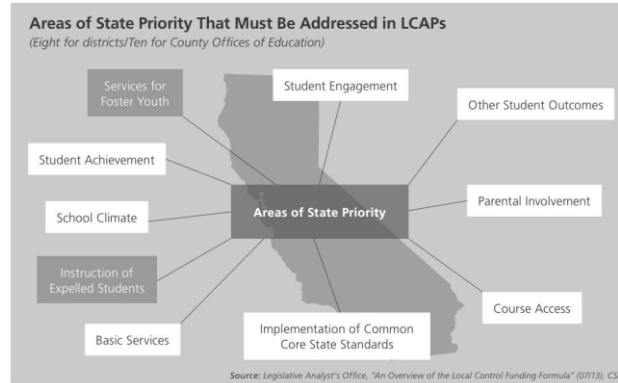 Areas of State Priority That Must Be Addressed in LCAPs
(Eight for districts/Ten for County Offices of Education)
Services for
Foster Youth
Student Engagement
Other Student Outcomes
Student Achievement
Parental Involvement
School Climate
Areas of State Priority
Instruction of
Expelled Students
Course Access
Basic Services
Implementation of Common
Core State Standards
Source: Legislative Analyst's Office, "An Overview of the Local Control Funding Formula" (07/13), CS